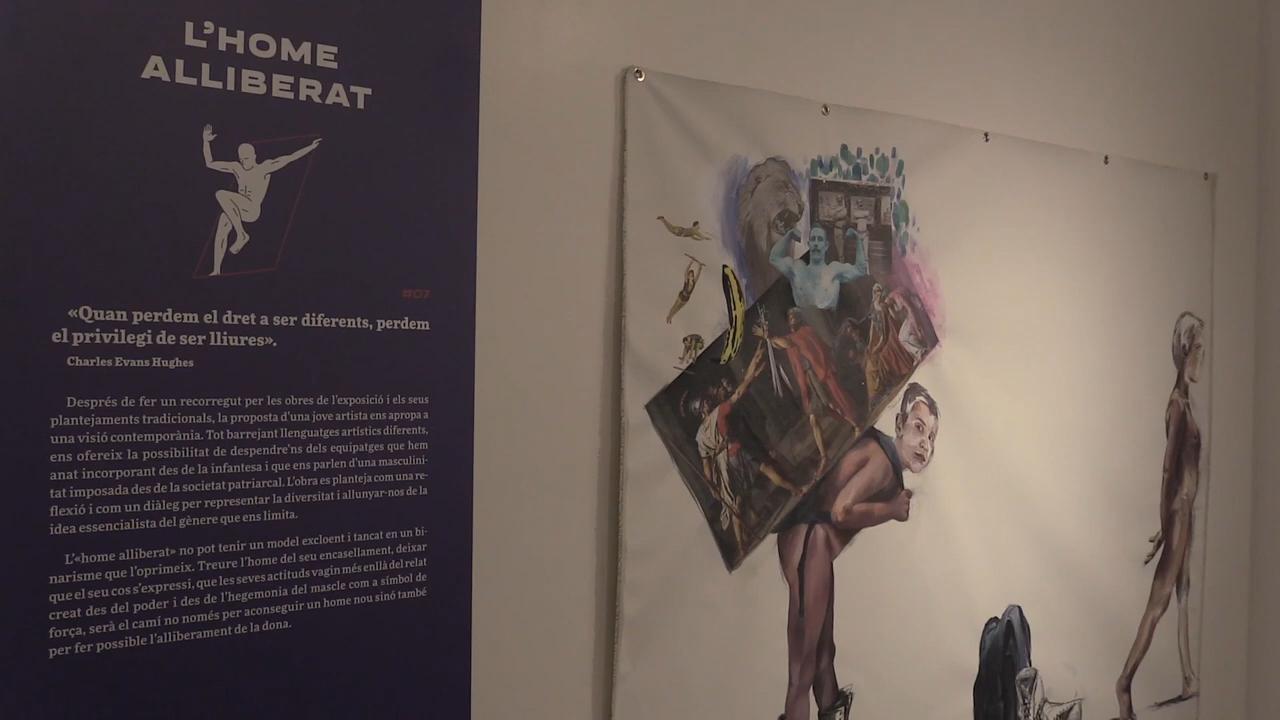 L'HOME
ALLIBERAT
#07
«Quan perdem el dret a ser diferents, perdem
el privilegi de ser lliures».
Charles Evans Hughes
Després de fer un recorregut per les obres de l'exposició i els seus
plantejaments tradicionals, la proposta d'una jove artista ens apropa a
una visió contemporània. Tot barrejant llenguatges artístics diferents,
ens ofereix la possibilitat de despendre'ns dels equipatges que hem
anat incorporant des de la infantesa i que ens parlen d'una masculini-
tat imposada des de la societat patriarcal. L'obra es planteja com una re-
flexió i com un diàleg per representar la diversitat i allunyar-nos de la
idea essencialista del gènere que ens limita.
L'«home alliberat» no pot tenir un model excloent i tancat en un bi-
narisme que l'oprimeix. Treure l'home del seu encasellament, deixar
que el seu cos s'expressi, que les seves actituds vagin més enllà del relat
creat des del poder i des de l'hegemonia del mascle com a símbol de
força, serà el camí no només per aconseguir un home nou sinó també
per fer possible l'alliberament de la dona.